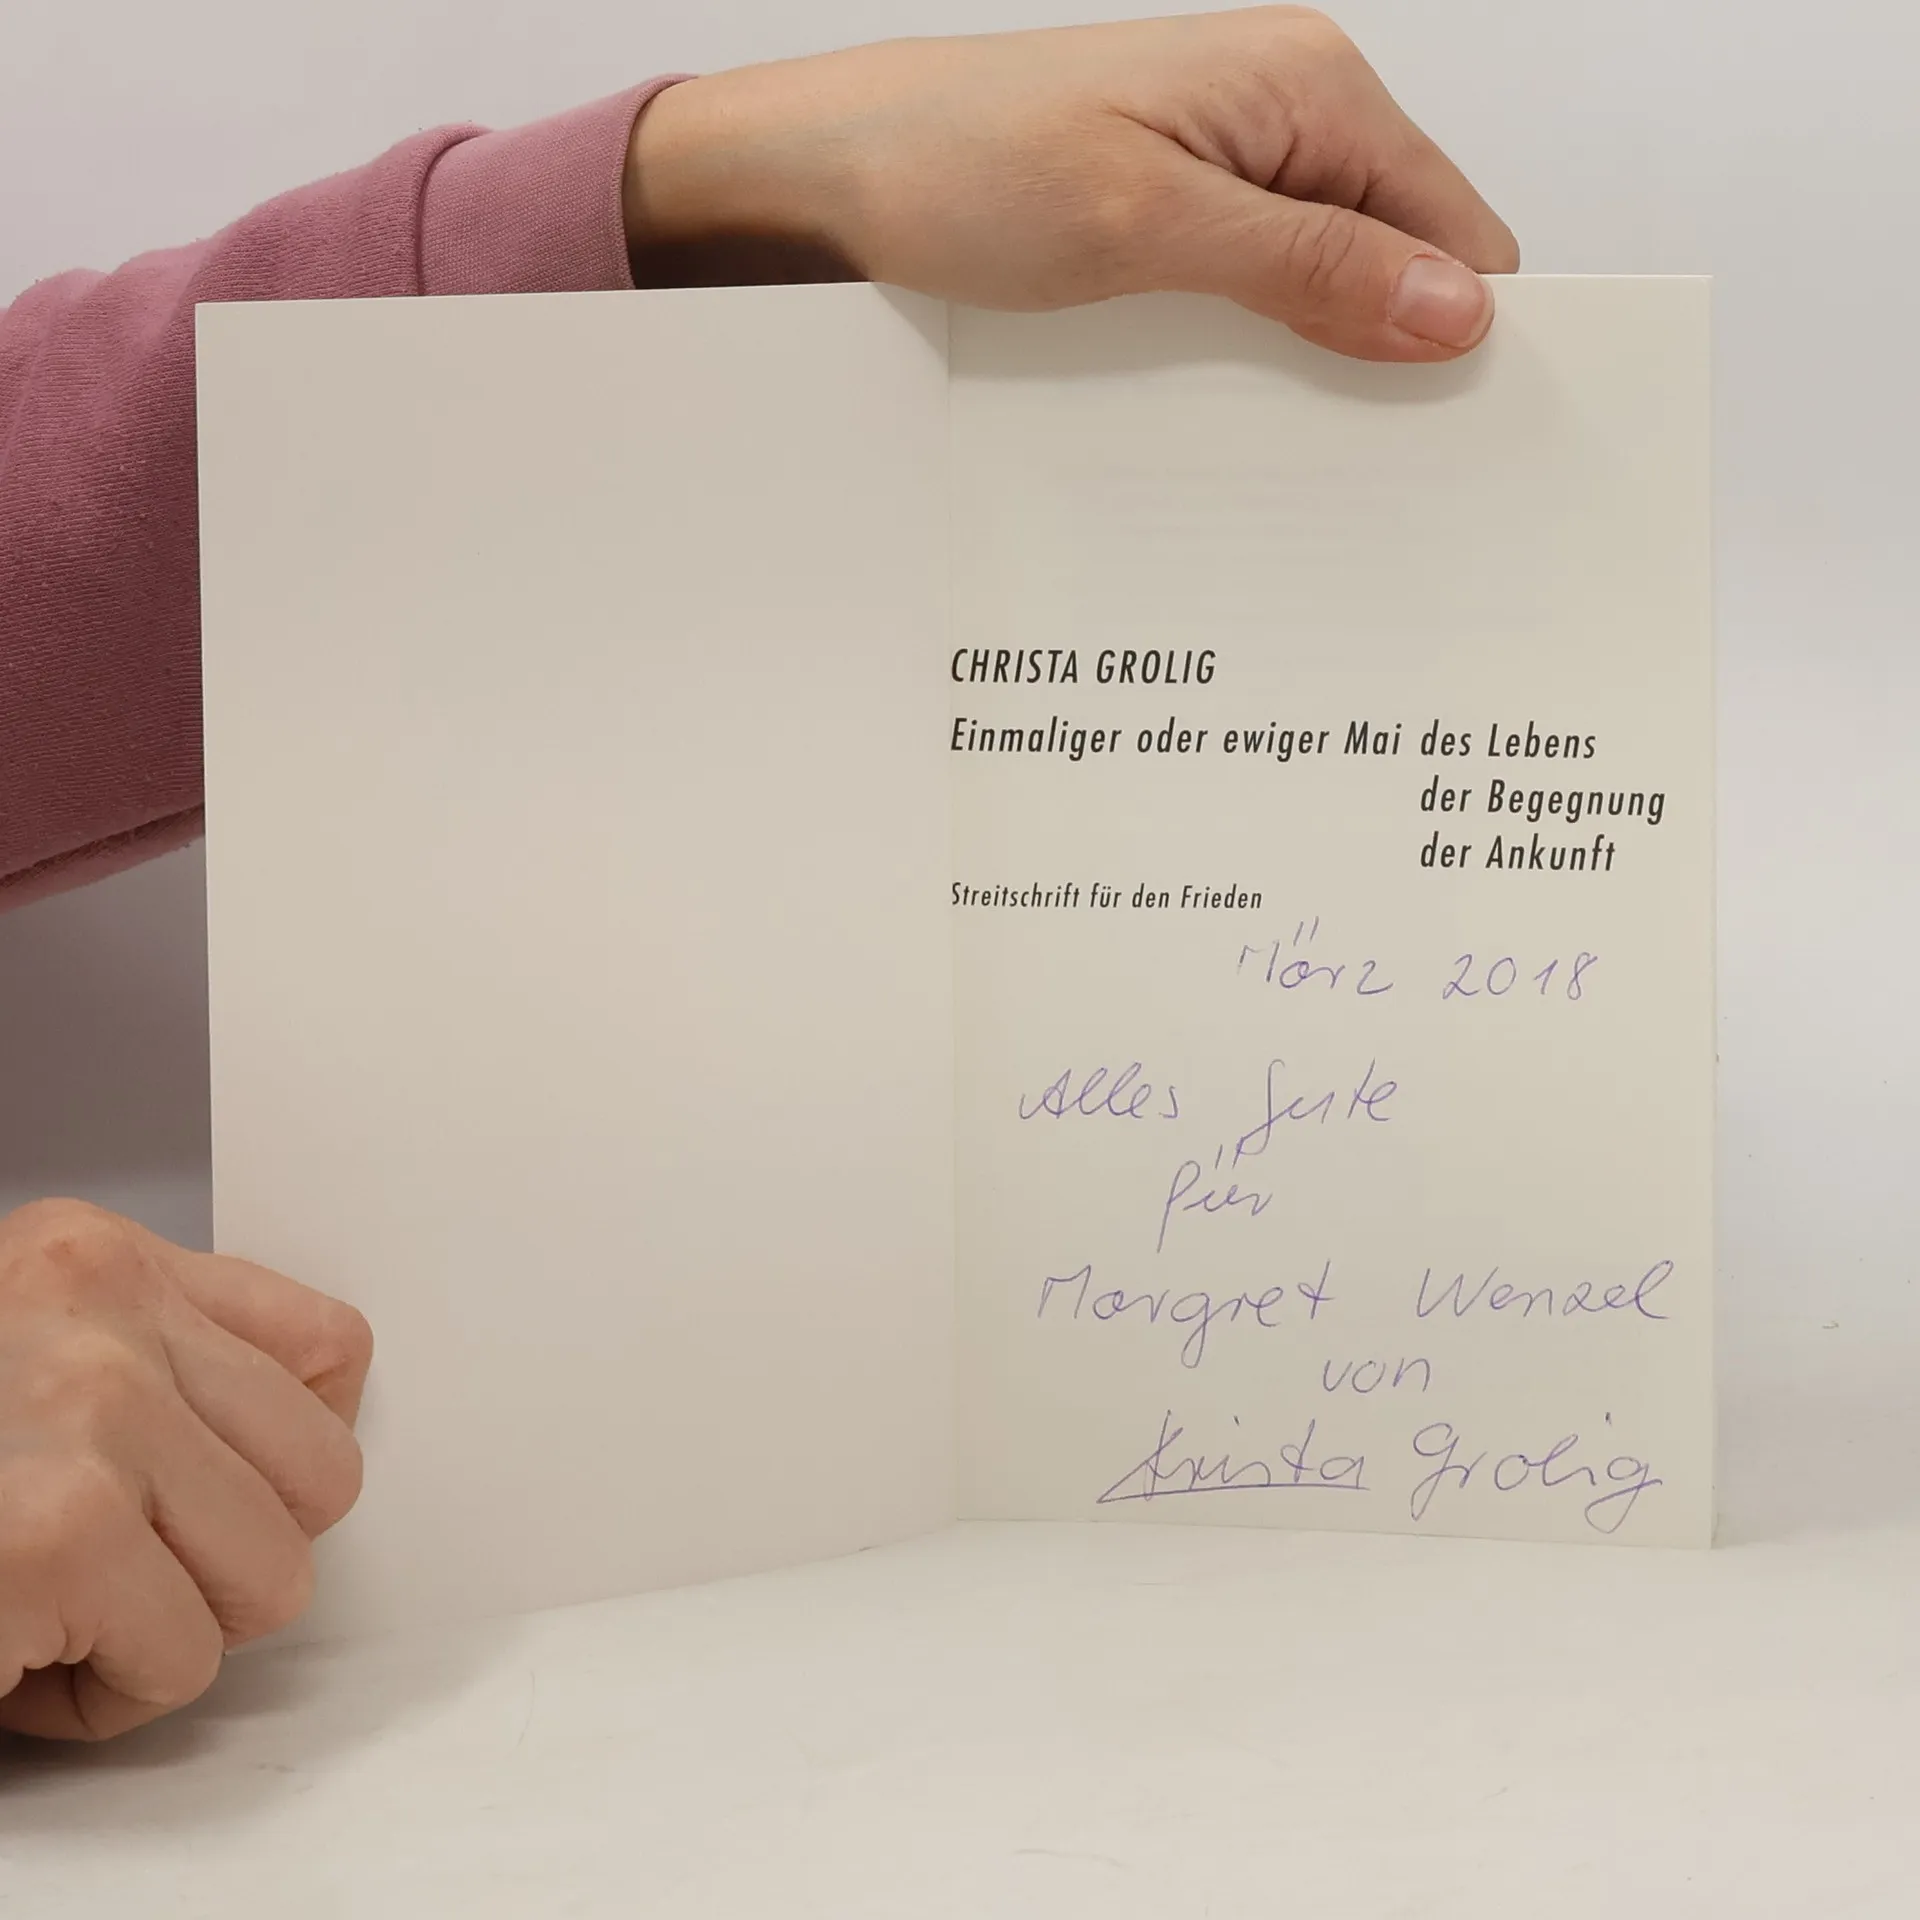 CHRISTA GROLIG
Einmaliger oder ewiger Mai des Lebens
der Begegnung
der Ankunft
Streitschrift für den Frieden
März 2018
Alles Gute
für
Margret Wenzel
von
Krista Grolig